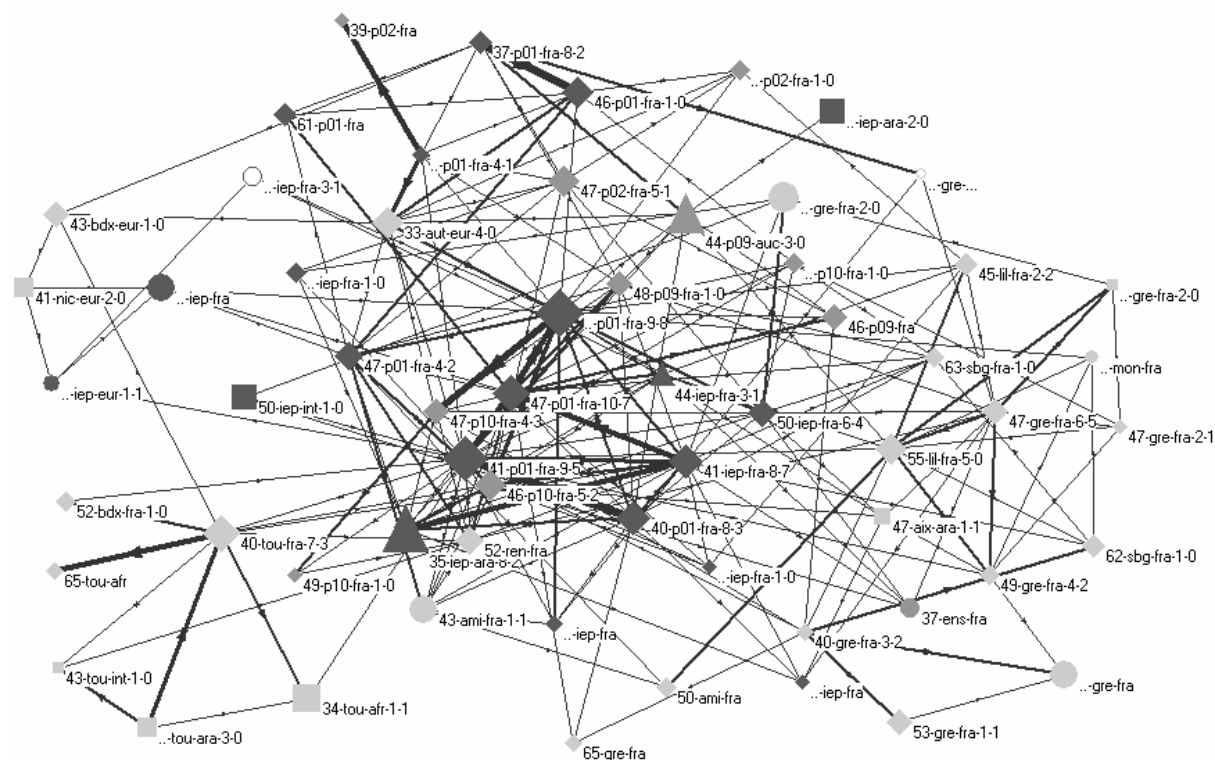 39-p02-fra
37-p01-fra-8-2
46-p01-fra-1-0
...-p02-fra-1-0
...-iep-ara-2-0
61-p01-fra
...-p01-fra-4-1
...-iep-fra-3-1
47-p02-fra-5-1
...-gre-...
...-gre-fra-2-0
43-bdx-eur-1-0
33-aut-eur-4-0
44-p09-auc-3-0
...-iep-fra-1-0
...-p10-fra-1-0
45-lil-fra-2-2
41-nic-eur-2-0
...-iep-fra
48-p09-fra-1-0
...-gre-fra-2-0
...-p01-fra-9-8
46-p09-fra
47-p01-fra-4-2
63-sbg-fra-1-0
...-mon-fra
...-iep-eur-1-1
44-iep-fra-3-1
50-iep-int-1-0
47-p01-fra-10-7
47-p10-fra-4-3
50-iep-fra-6-4
47-gre-fra-6-5
47-gre-fra-2-1
55-lil-fra-5-0
41-p01-fra-9-5
41-iep-fra-8-7
46-p10-fra-5-2
52-bdx-fra-1-0
40-p01-fra-8-3
47-aix-ara-1-1
40-tou-fra-7-3
52-ren-fra
35-iep-ara-8-2
62-sbg-fra-1-0
65-tou-afr
49-p10-fra-1-0
...-iep-fra-1-0
49-gre-fra-4-2
43-ami-fra-1-1
...-iep-fra
37-ens-fra
40-gre-fra-3-2
43-tou-int-1-0
50-ami-fra
...-iep-fra
...-gre-fra
34-tou-afr-1-1
...-tou-ara-3-0
53-gre-fra-1-1
65-gre-fra